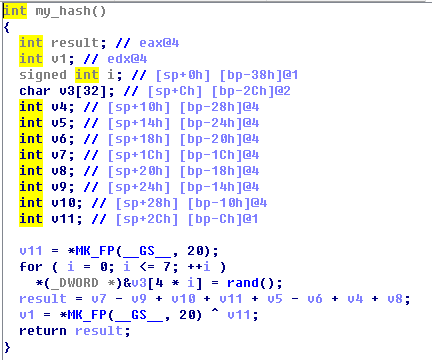 int my_hash()
{
int result; // eax@4
int v1; // edx@4
signed int i; // [sp+0h] [bp-38h]@1
char v3[32]; // [sp+Ch] [bp-2Ch]@2
int v4; // [sp+10h] [bp-28h]@4
int v5; // [sp+14h] [bp-24h]@4
int v6; // [sp+18h] [bp-20h]@4
int v7; // [sp+1Ch] [bp-1Ch]@4
int v8; // [sp+20h] [bp-18h]@4
int v9; // [sp+24h] [bp-14h]@4
int v10; // [sp+28h] [bp-10h]@4
int v11; // [sp+2Ch] [bp-Ch]@1
v11 = *MK_FP(__GS__, 20);
for ( i = 0; i <= 7; ++i )
*(_DWORD *)&v3[4 * i] = rand();
result = v7 - v9 + v10 + v11 + v5 - v6 + v4 + v8;
v1 = *MK_FP(__GS__, 20) ^ v11;
return result;
}